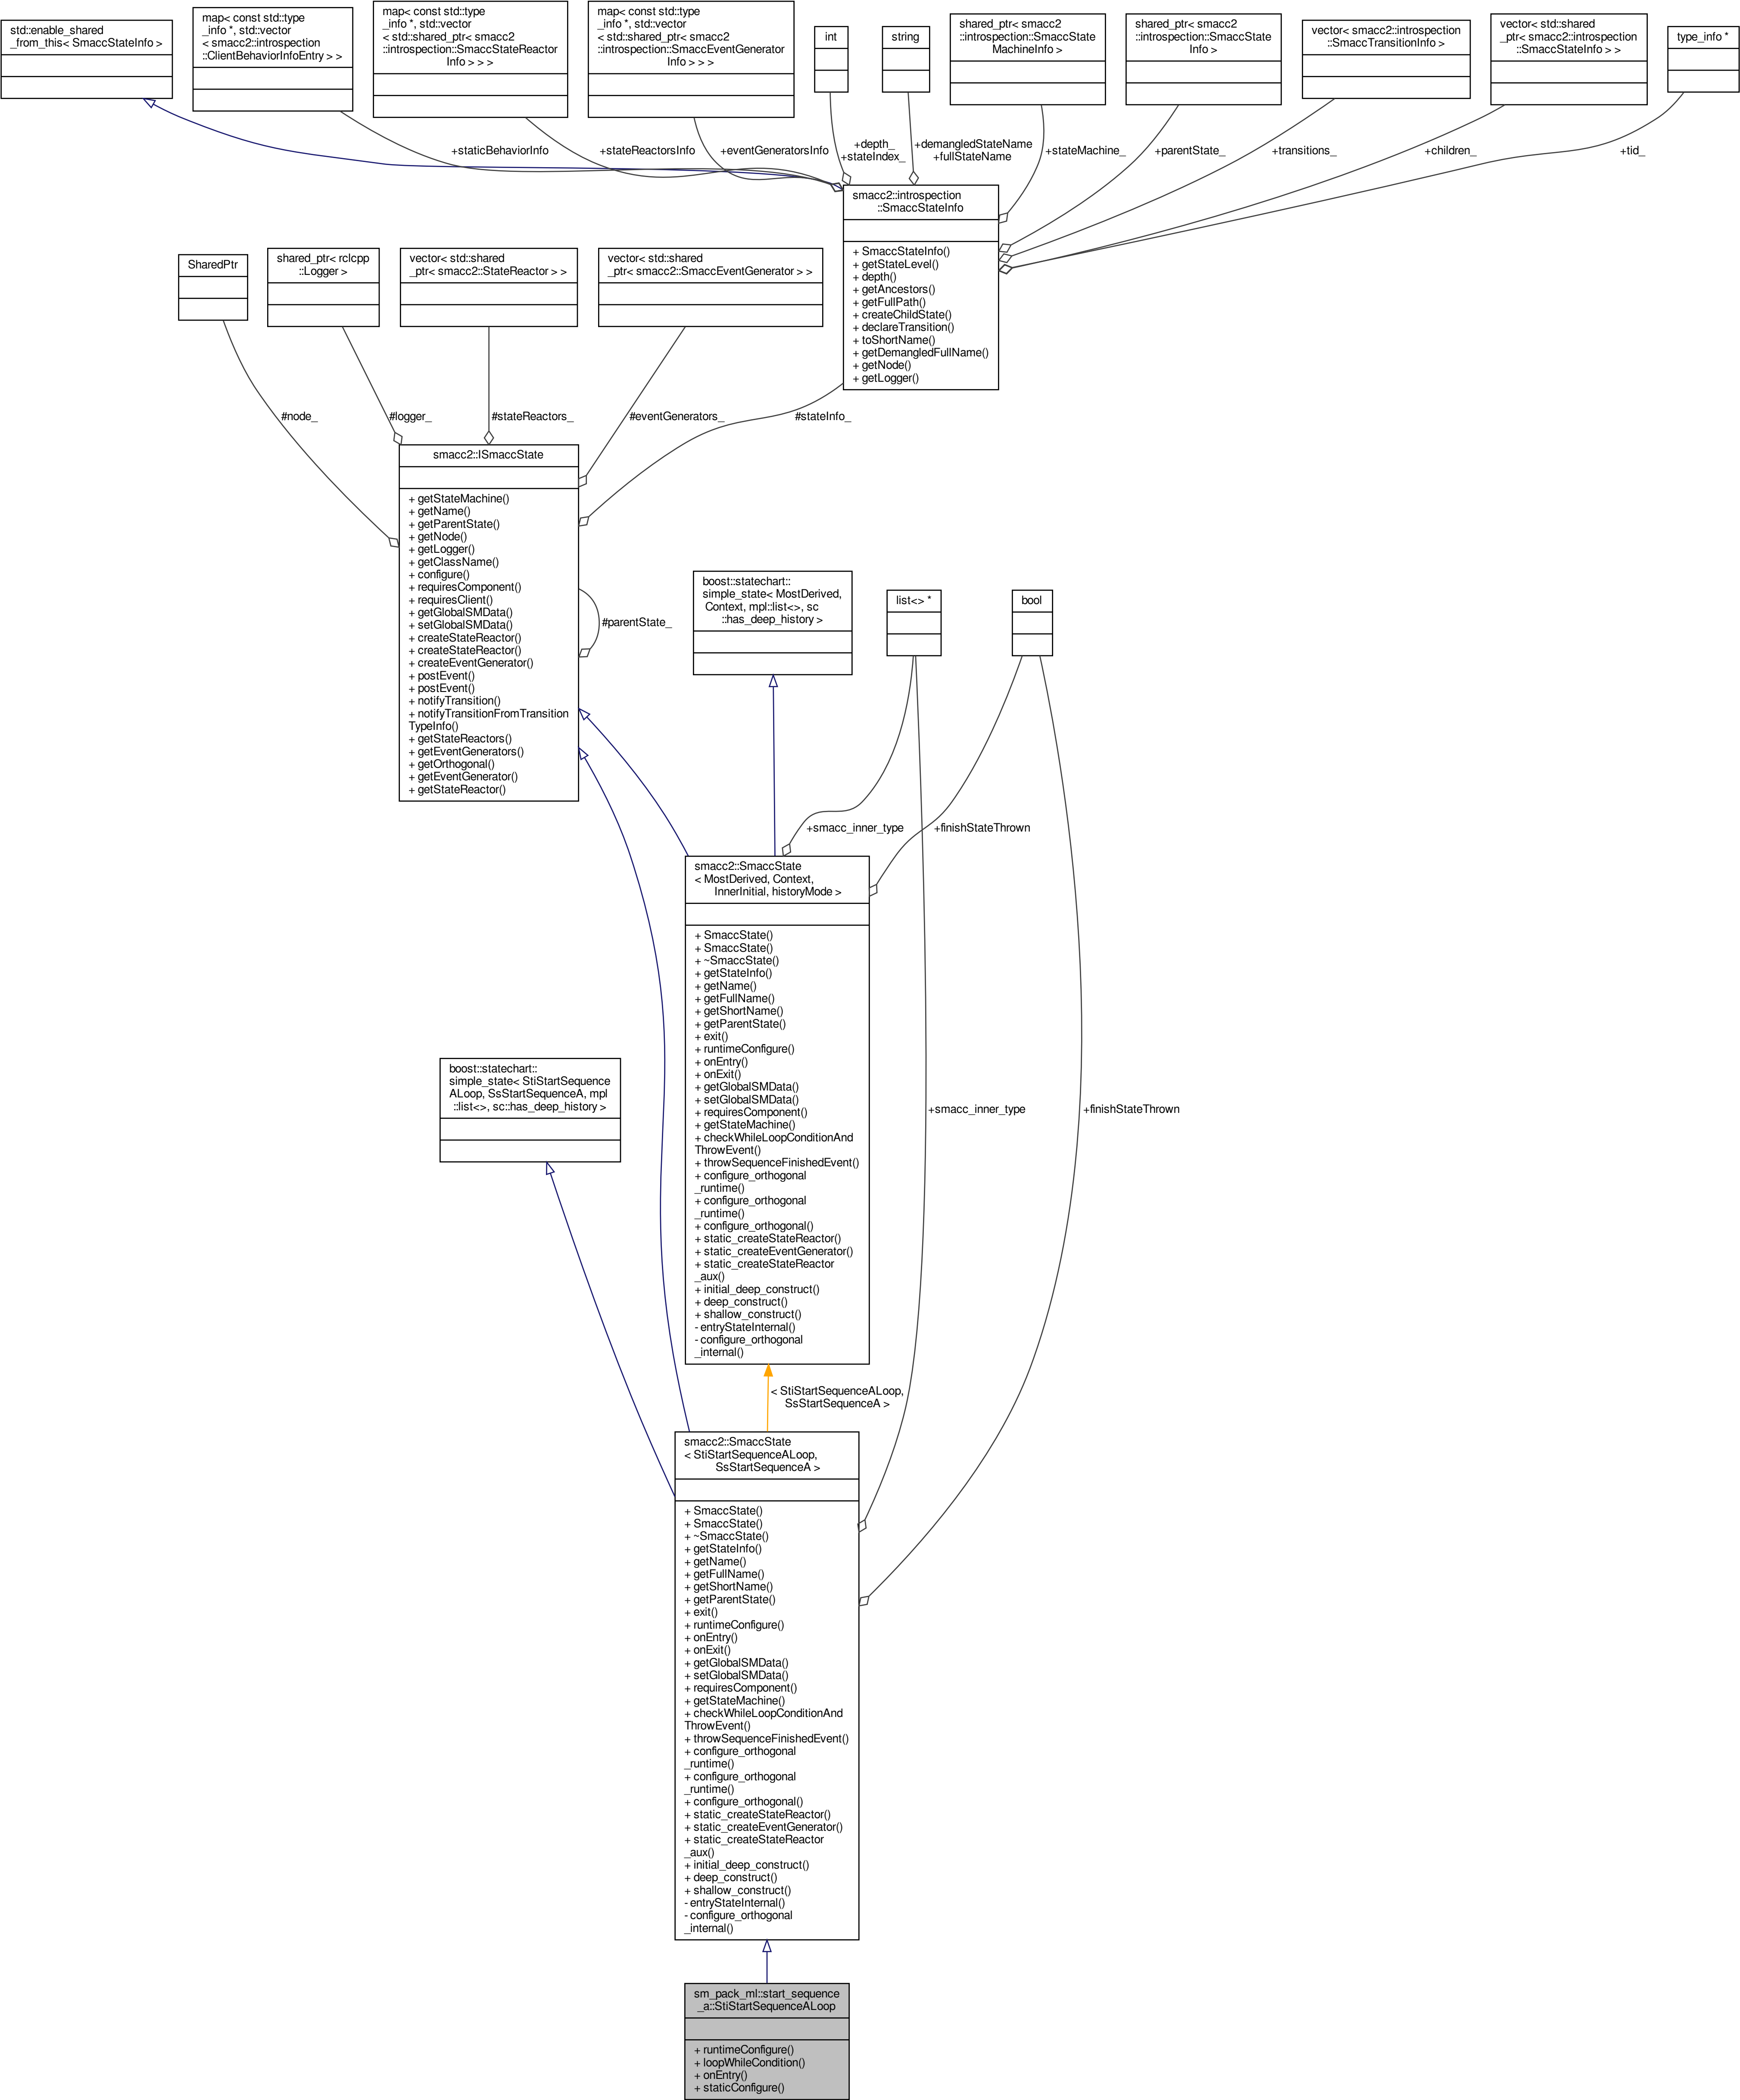 std::enable_shared
_from_this< SmaccStateInfo >
map< const std::type
_info *, std::vector
< smacc2::introspection
::ClientBehaviorInfoEntry > >
map< const std::type
_info *, std::vector
< std::shared_ptr< smacc2
::introspection::SmaccStateReactor
Info > > >
map< const std::type
_info *, std::vector
< std::shared_ptr< smacc2
::introspection::SmaccEventGenerator
Info > > >
int
string
shared_ptr< smacc2
::introspection::SmaccState
MachineInfo >
shared_ptr< smacc2
::introspection::SmaccState
Info >
vector< smacc2::introspection
::SmaccTransitionInfo >
vector< std::shared
_ptr< smacc2::introspection
::SmaccStateInfo > >
type_info *
+staticBehaviorInfo
+stateReactorsInfo
+eventGeneratorsInfo
+depth_
+stateIndex_
+demangledStateName
+fullStateName
+stateMachine_
+parentState_
+transitions_
+children_
+tid_
smacc2::introspection
::SmaccStateInfo
+ SmaccStateInfo()
+ getStateLevel()
+ depth()
+ getAncestors()
+ getFullPath()
+ createChildState()
+ declareTransition()
+ toShortName()
+ getDemangledFullName()
+ getNode()
+ getLogger()
SharedPtr
shared_ptr< rclcpp
::Logger >
vector< std::shared
_ptr< smacc2::StateReactor > >
vector< std::shared
_ptr< smacc2::SmaccEventGenerator > >
#node_
#logger_
#stateReactors_
#eventGenerators_
#stateInfo_
smacc2::ISmaccState
+ getStateMachine()
+ getName()
+ getParentState()
+ getNode()
+ getLogger()
+ getClassName()
+ configure()
+ requiresComponent()
+ requiresClient()
+ getGlobalSMData()
+ setGlobalSMData()
+ createStateReactor()
+ createStateReactor()
+ createEventGenerator()
+ postEvent()
+ postEvent()
+ notifyTransition()
+ notifyTransitionFromTransition
TypeInfo()
+ getStateReactors()
+ getEventGenerators()
+ getOrthogonal()
+ getEventGenerator()
+ getStateReactor()
#parentState_
boost::statechart::
simple_state< MostDerived,
Context, mpl::list<>, sc
::has_deep_history >
list<> *
bool
+smacc_inner_type
+finishStateThrown
smacc2::SmaccState
< MostDerived, Context,
InnerInitial, historyMode >
+ SmaccState()
+ SmaccState()
+ ~SmaccState()
+ getStateInfo()
+ getName()
+ getFullName()
+ getShortName()
+ getParentState()
+ exit()
+ runtimeConfigure()
+ onEntry()
+ onExit()
+ getGlobalSMData()
+ setGlobalSMData()
+ requiresComponent()
+ getStateMachine()
+ checkWhileLoopConditionAnd
ThrowEvent()
+ throwSequenceFinishedEvent()
+ configure_orthogonal
_runtime()
+ configure_orthogonal
_runtime()
+ configure_orthogonal()
+ static_createStateReactor()
+ static_createEventGenerator()
+ static_createStateReactor
_aux()
+ initial_deep_construct()
+ deep_construct()
+ shallow_construct()
- entryStateInternal()
- configure_orthogonal
_internal()
boost::statechart::
simple_state< StiStartSequence
ALoop, SsStartSequenceA, mpl
::list<>, sc::has_deep_history >
+smacc_inner_type
+finishStateThrown
< StiStartSequenceALoop,
SsStartSequenceA >
smacc2::SmaccState
< StiStartSequenceALoop,
SsStartSequenceA >
+ SmaccState()
+ SmaccState()
+ ~SmaccState()
+ getStateInfo()
+ getName()
+ getFullName()
+ getShortName()
+ getParentState()
+ exit()
+ runtimeConfigure()
+ onEntry()
+ onExit()
+ getGlobalSMData()
+ setGlobalSMData()
+ requiresComponent()
+ getStateMachine()
+ checkWhileLoopConditionAnd
ThrowEvent()
+ throwSequenceFinishedEvent()
+ configure_orthogonal
_runtime()
+ configure_orthogonal
_runtime()
+ configure_orthogonal()
+ static_createStateReactor()
+ static_createEventGenerator()
+ static_createStateReactor
_aux()
+ initial_deep_construct()
+ deep_construct()
+ shallow_construct()
- entryStateInternal()
- configure_orthogonal
_internal()
sm_pack_ml::start_sequence
_a::StiStartSequenceALoop
+ runtimeConfigure()
+ loopWhileCondition()
+ onEntry()
+ staticConfigure()